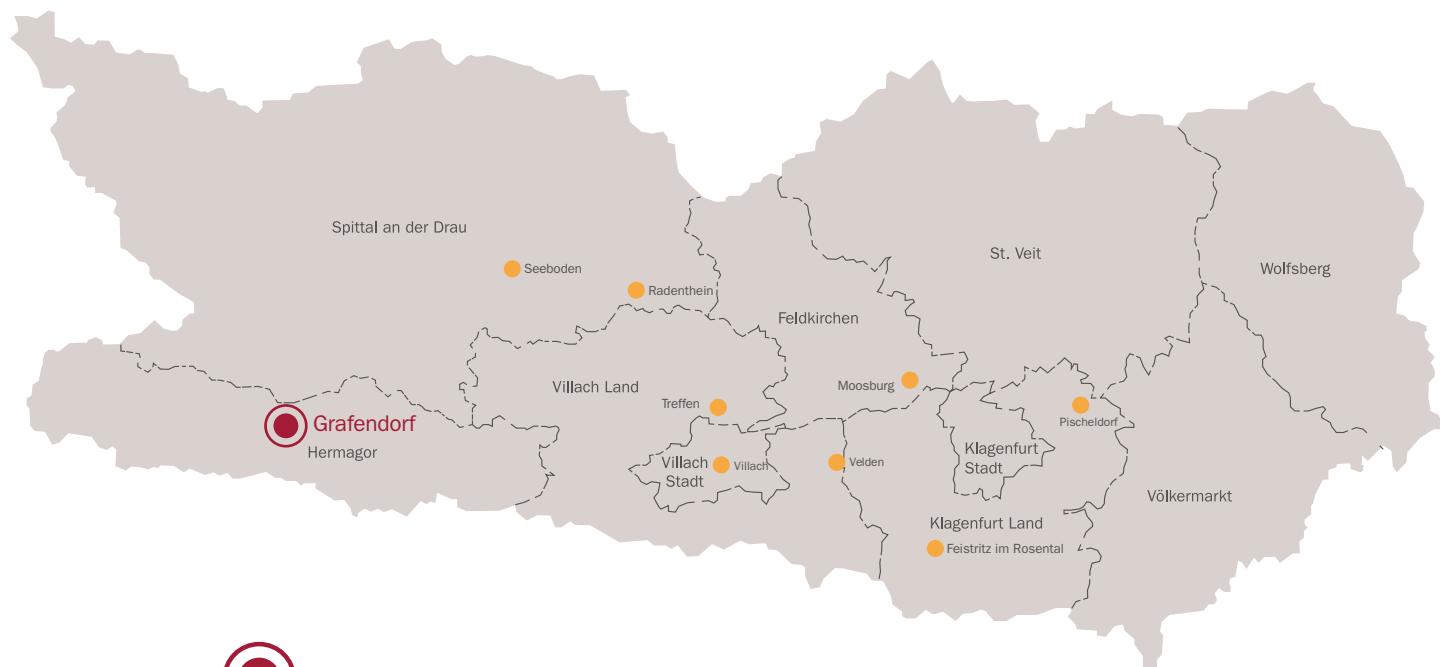 Spittal an der Drau
St. Veit
Seeboden
Wolfsberg
Radenthein
Feldkirchen
Villach Land
Moosburg
Treffen
Grafendorf
Pischeldorf
Hermagor
Klagenfurt
Stadt
Villach
Stadt
Villach
Velden
Völkermarkt
Klagenfurt Land
Feistritz im Rosental